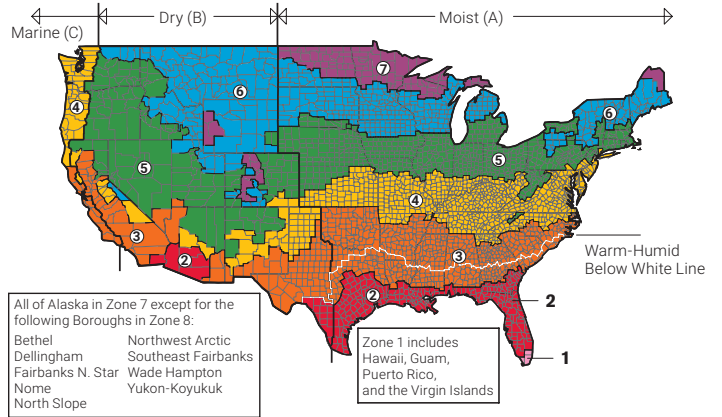 Dry (B)
Moist (A)
Marine (C)
7
6
4
6
5
5
4
3
3
2
2
Warm-Humid
Below White Line
2
1
All of Alaska in Zone 7 except for the
following Boroughs in Zone 8:
Bethel
Dellingham
Fairbanks N. Star
Nome
North Slope
Northwest Arctic
Southeast Fairbanks
Wade Hampton
Yukon-Koyukuk
Zone 1 includes
Hawaii, Guam,
Puerto Rico,
and the Virgin Islands